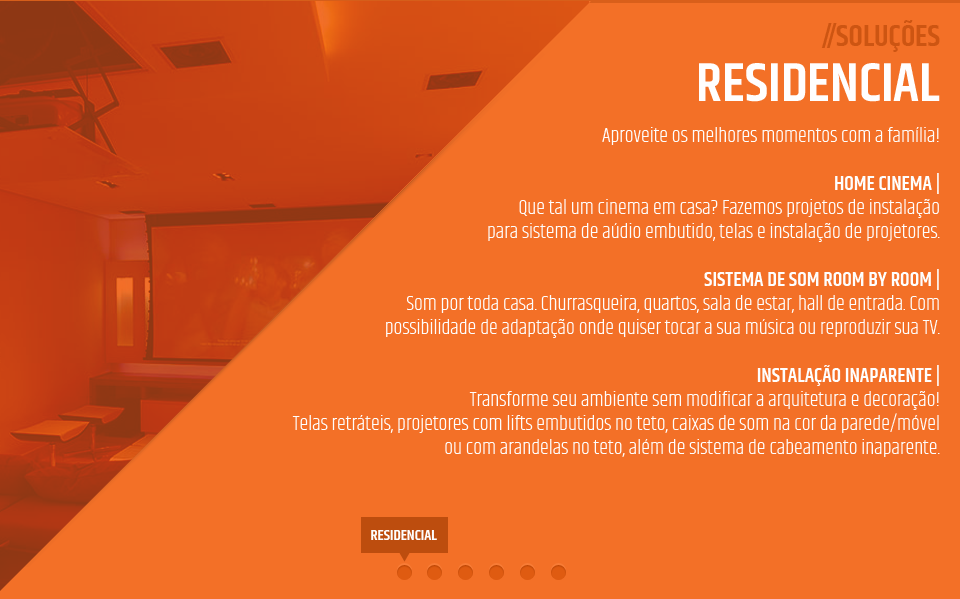 //SOLUÇÕES
RESIDENCIAL
Aproveite os melhores momentos com a família!
HOME CINEMA |
Que tal um cinema em casa? Fazemos projetos de instalação
para sistema de aúdio embutido, telas e instalação de projetores.
SISTEMA DE SOM ROOM BY ROOM |
Som por toda casa. Churrasqueira, quartos, sala de estar, hall de entrada. Com
possibilidade de adaptação onde quiser tocar a sua música ou reproduzir sua TV.
INSTALAÇÃO INAPARENTE |
Transforme seu ambiente sem modificar a arquitetura e decoração!
Telas retráteis, projetores com lifts embutidos no teto, caixas de som na cor da parede/móvel
ou com arandelas no teto, além de sistema de cabeamento inaparente.
RESIDENCIAL